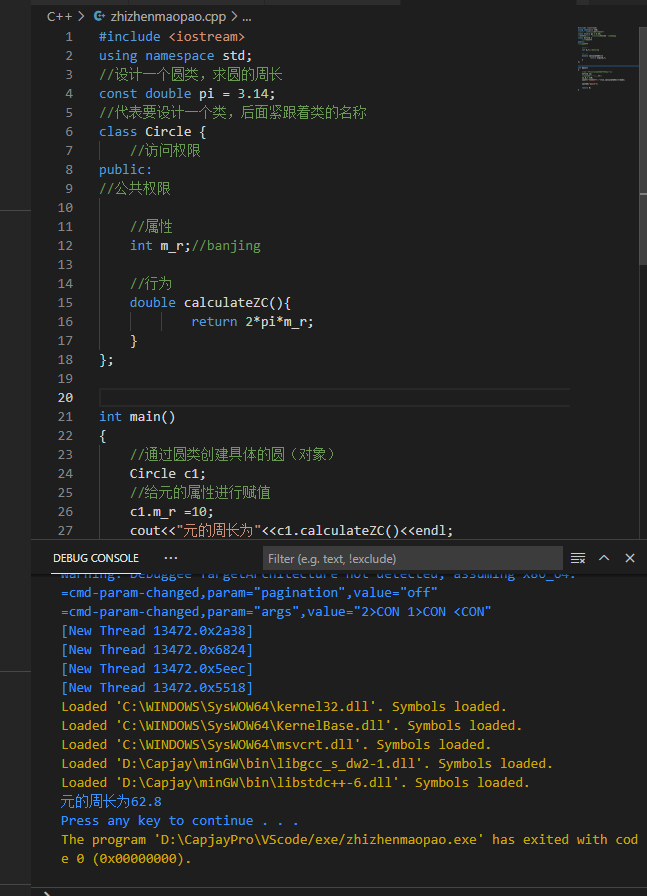 C++ > zhizhenmaopao.cpp > ...
1 #include <iostream>
2 using namespace std;
3 //设计一个圆类，求圆的周长
4 const double pi = 3.14;
5 //代表要设计一个类，后面紧跟着类的名称
6 class Circle {
7 //访问权限
8 public:
9 //公共权限
10
11 //属性
12 int m_r;//banjing
13
14 //行为
15 double calculateZC(){
16 return 2*pi*m_r;
17 }
18 };
19
20
21 int main()
22 {
23 //通过圆类创建具体的圆（对象）
24 Circle c1;
25 //给元的属性进行赋值
26 c1.m_r =10;
27 cout<<"元的周长为"<<c1.calculateZC()<<endl;
DEBUG CONSOLE ... Filter (e.g. text, !exclude)
Warning: Debuggee TargetArchitecture not detected, assuming x86_64.
=cmd-param-changed,param="pagination",value="off"
=cmd-param-changed,param="args",value="2>CON 1>CON <CON"
[New Thread 13472.0x2a38]
[New Thread 13472.0x6824]
[New Thread 13472.0x5eec]
[New Thread 13472.0x5518]
Loaded 'C:\WINDOWS\SysWOW64\kernel32.dll'. Symbols loaded.
Loaded 'C:\WINDOWS\SysWOW64\KernelBase.dll'. Symbols loaded.
Loaded 'C:\WINDOWS\SysWOW64\msvcrt.dll'. Symbols loaded.
Loaded 'D:\Capjay\minGW\bin\libgcc_s_dw2-1.dll'. Symbols loaded.
Loaded 'D:\Capjay\minGW\bin\libstdc++-6.dll'. Symbols loaded.
元的周长为62.8
Press any key to continue . . .
The program 'D:\CapjayPro\VScode/exe/zhizhenmaopao.exe' has exited with cod
e 0 (0x00000000).